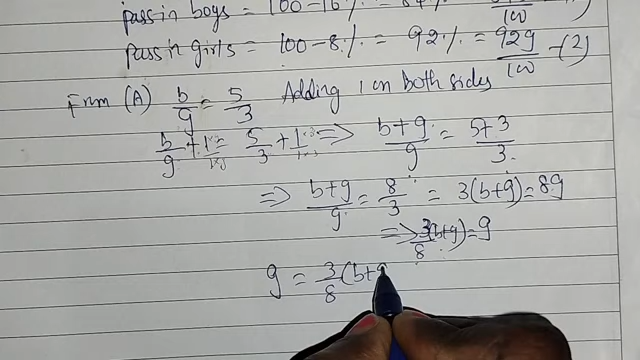 pass in boys = 100-16% = 84% = /100
pass in girls = 100-8% = 92% = 92g/100 -(2)
From (A) b/g = 5/3 Adding 1 on both sides
b/g + 1 = 5/3 + 1 => b+g/g = 5+3/3
=> b+g/g = 8/3 = 3(b+g) = 8g
=> 3/8(b+g) = g
g = 3/8 (b+g